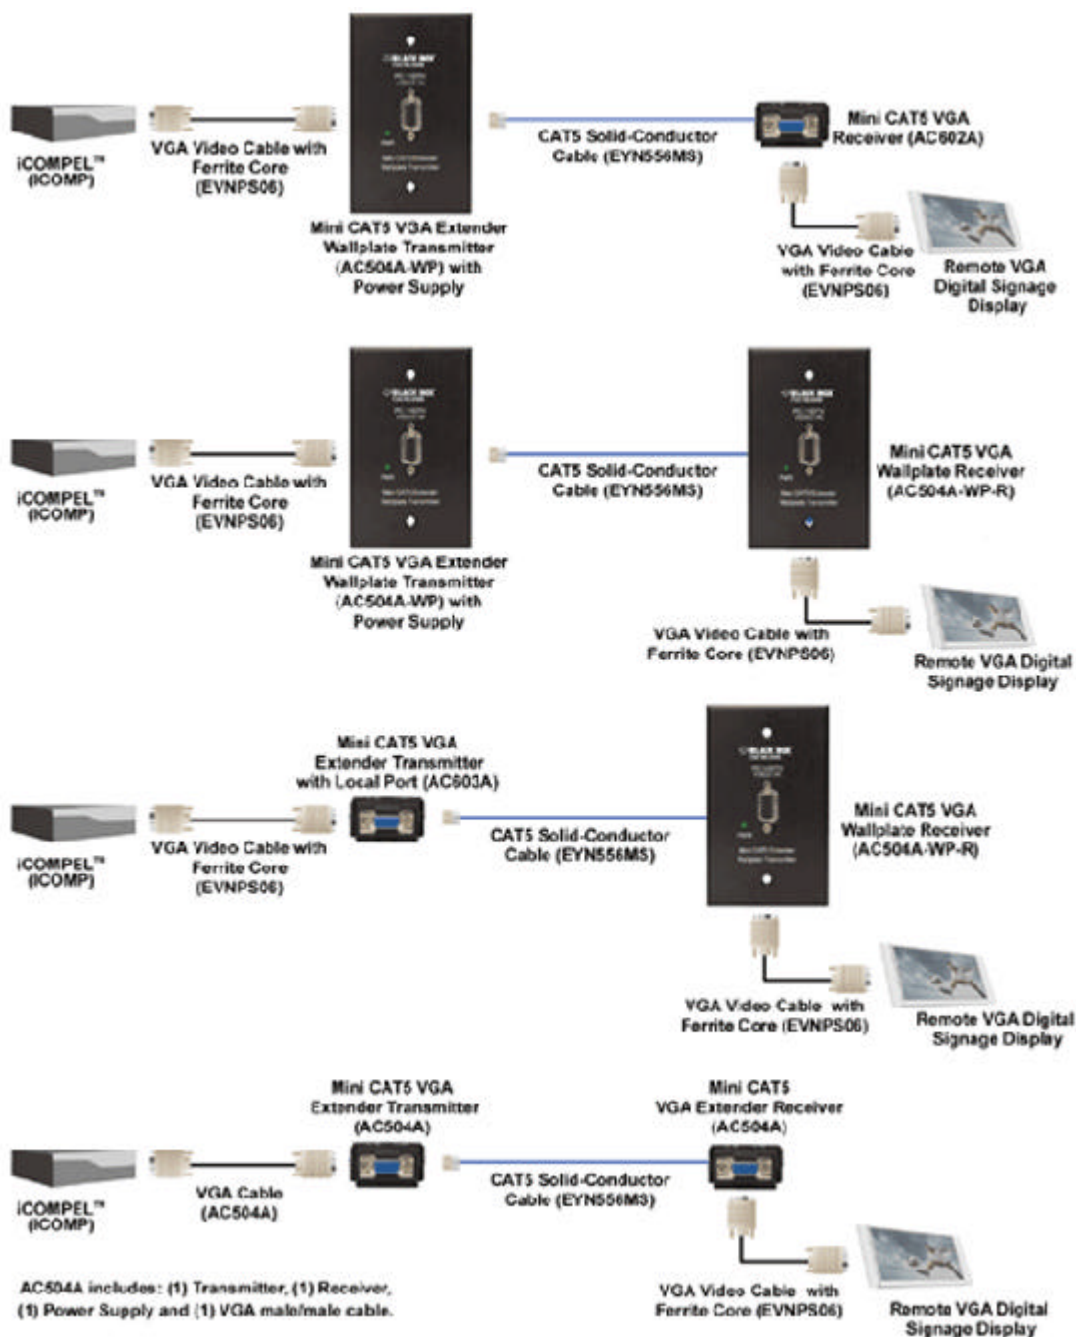 BLACK BOX
iCOMPEL™
(ICOMP)
VGA Video Cable with
Ferrite Core
(EVNPS06)
Mini CAT5 VGA Extender
Wallplate Transmitter
(AC504A-WP) with
Power Supply
CAT5 Solid-Conductor
Cable (EYN556MS)
Mini CAT5 VGA
Receiver (AC602A)
VGA Video Cable
with Ferrite Core
(EVNPS06)
Remote VGA
Digital Signage
Display
BLACK BOX
BLACK BOX
iCOMPEL™
(ICOMP)
VGA Video Cable with
Ferrite Core
(EVNPS06)
Mini CAT5 VGA Extender
Wallplate Transmitter
(AC504A-WP) with
Power Supply
CAT5 Solid-Conductor
Cable (EYN556MS)
Mini CAT5 VGA
Wallplate Receiver
(AC504A-WP-R)
VGA Video Cable with
Ferrite Core (EVNPS06)
Remote VGA Digital
Signage Display
Mini CAT5 VGA
Extender Transmitter
with Local Port (AC603A)
BLACK BOX
iCOMPEL™
(ICOMP)
VGA Video Cable with
Ferrite Core
(EVNPS06)
CAT5 Solid-Conductor
Cable (EYN556MS)
Mini CAT5 VGA
Wallplate Receiver
(AC504A-WP-R)
VGA Video Cable with
Ferrite Core (EVNPS06)
Remote VGA Digital
Signage Display
Mini CAT5 VGA
Extender Transmitter
(AC504A)
Mini CAT5
VGA Extender Receiver
(AC504A)
iCOMPEL™
(ICOMP)
VGA Cable
(AC504A)
CAT5 Solid-Conductor
Cable (EYN556MS)
VGA Video Cable with
Ferrite Core (EVNPS06)
Remote VGA Digital
Signage Display
AC504A includes: (1) Transmitter, (1) Receiver,
(1) Power Supply and (1) VGA male/male cable.